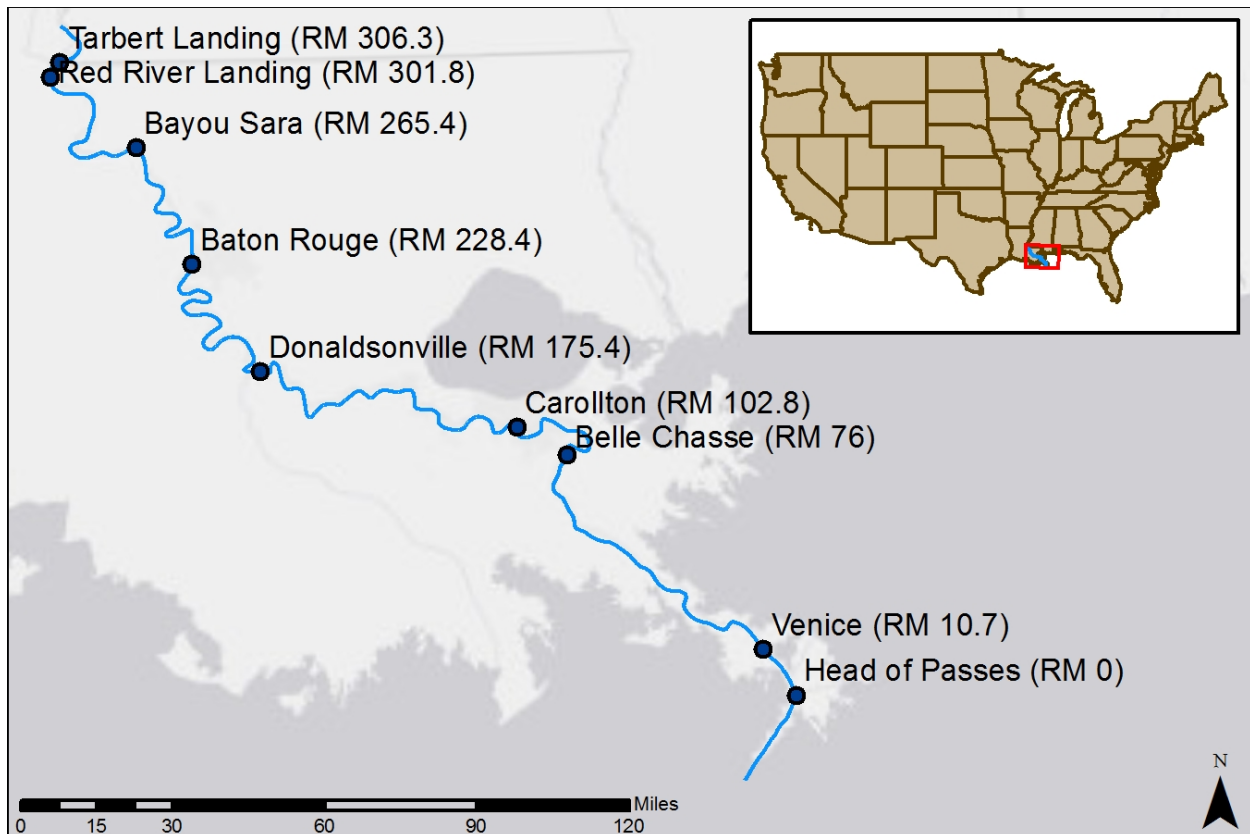 Tarbert Landing (RM 306.3)
Red River Landing (RM 301.8)
Bayou Sara (RM 265.4)
Baton Rouge (RM 228.4)
Donaldsonville (RM 175.4)
Carollton (RM 102.8)
Belle Chasse (RM 76)
Venice (RM 10.7)
Head of Passes (RM 0)
N
Miles
0 15 30 60 90 120